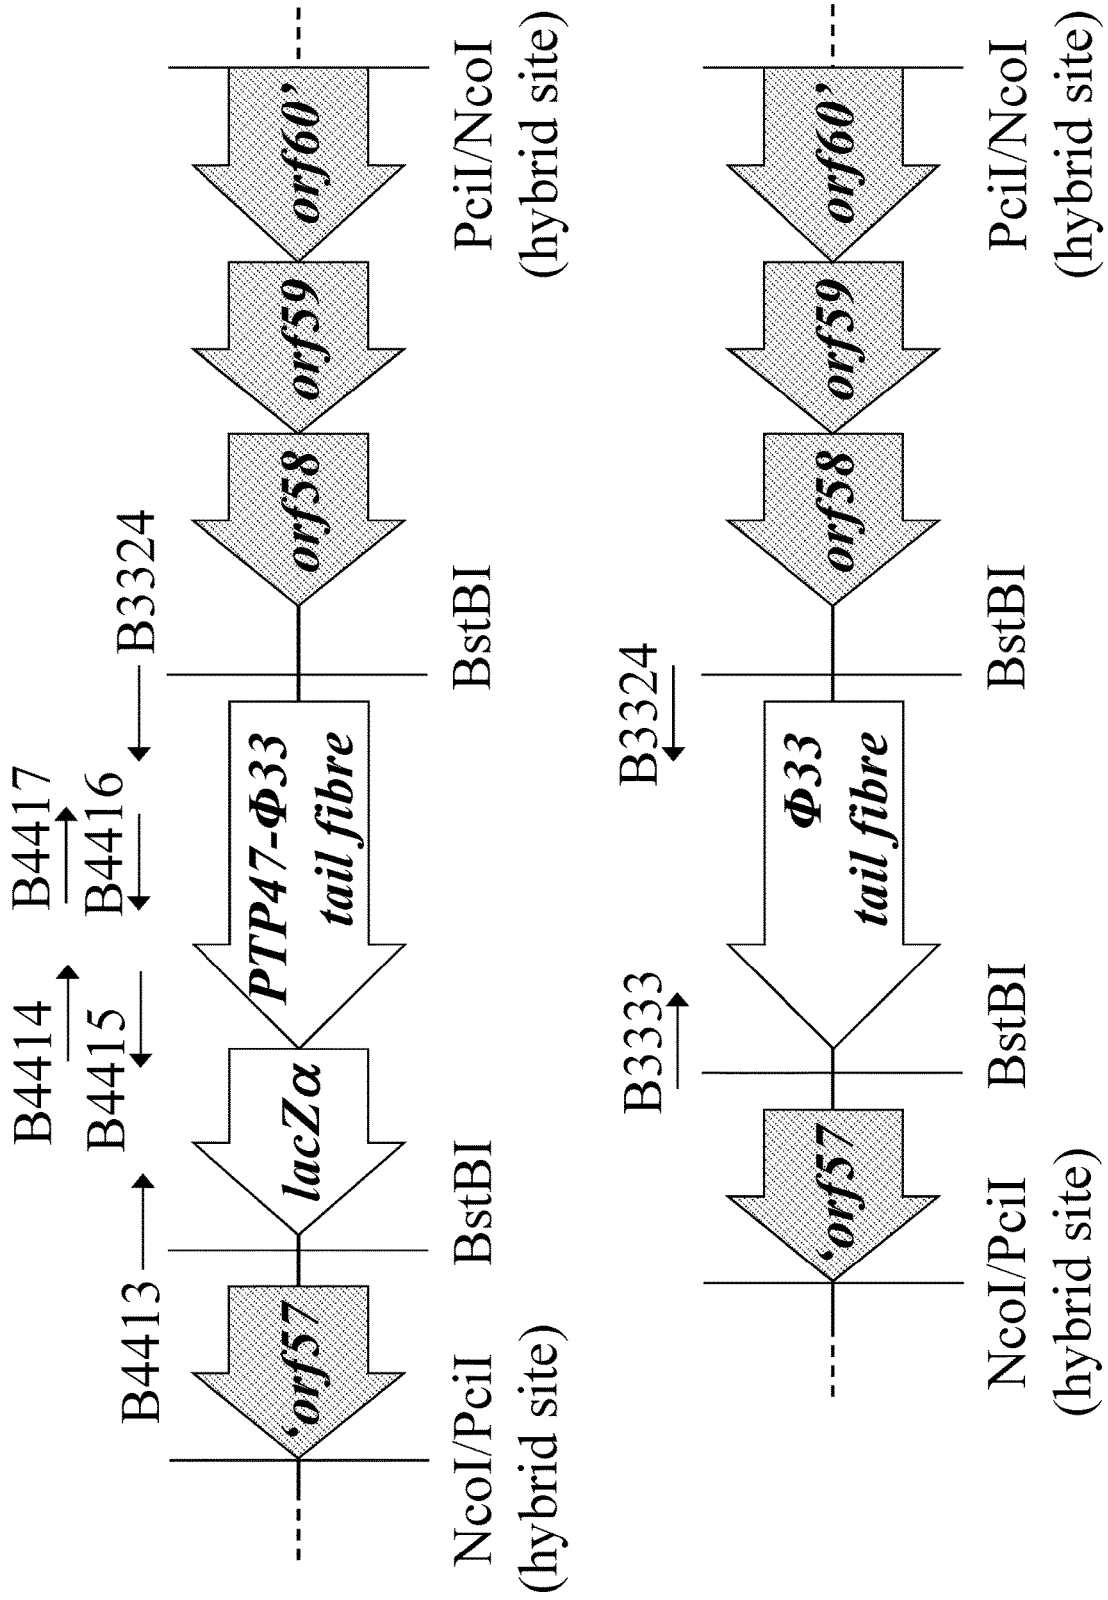 B4414
B4417
B4413
B4415
B4416
B3324
‘orf57
lacZα
PTP47-Φ33
tail fibre
orf58
orf59
orf60’
NcoI/PciI
(hybrid site)
BstBI
BstBI
PciI/NcoI
(hybrid site)
B3333
B3324
‘orf57
Φ33
tail fibre
orf58
orf59
orf60’
NcoI/PciI
(hybrid site)
BstBI
BstBI
PciI/NcoI
(hybrid site)